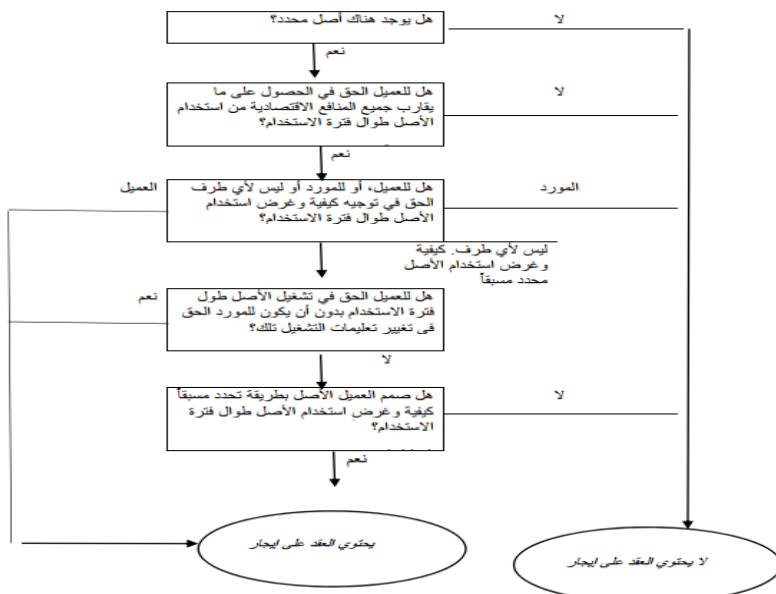 هل يوجد هناك أصل محدد؟
لا
نعم
هل للعميل الحق في الحصول على ما
يقارب جميع المنافع الاقتصادية من استخدام
الأصل طوال فترة الاستخدام؟
لا
نعم
هل للعميل، أو للمورد أو ليس لأي طرف
الحق في توجيه كيفية وغرض استخدام
الأصل طوال فترة الاستخدام؟
المورد
العميل
ليس لأي طرف. كيفية
وغرض استخدام الأصل
محدد مسبقاً
هل للعميل الحق في تشغيل الأصل طول
فترة الاستخدام بدون أن يكون للمورد الحق
في تغيير تعليمات التشغيل تلك؟
نعم
لا
هل صمم العميل الأصل بطريقة تحدد مسبقاً
كيفية وغرض استخدام الأصل طوال فترة
الاستخدام؟
لا
نعم
يحتوي العقد على إيجار
لا يحتوي العقد على إيجار